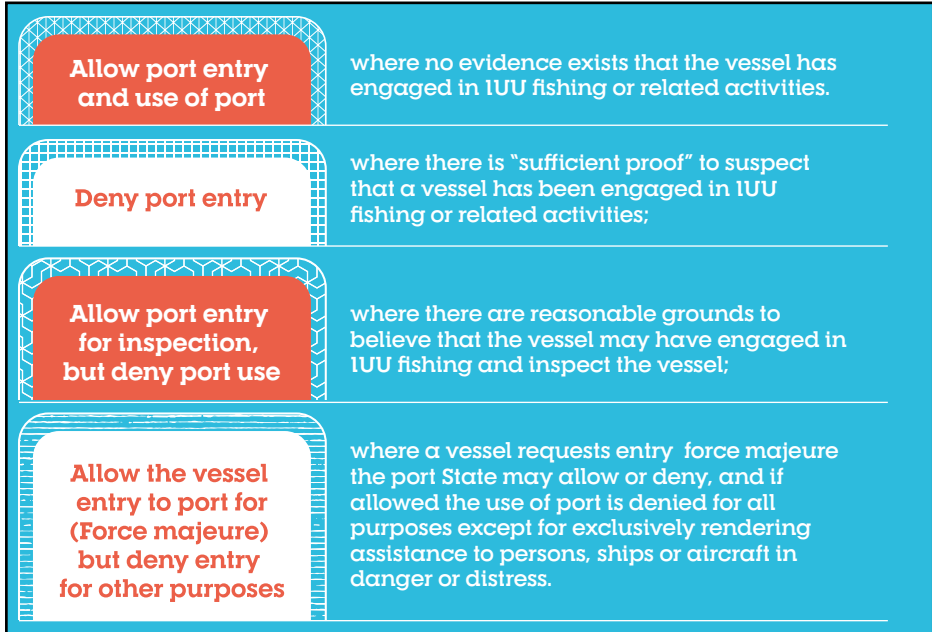 Allow port entry
and use of port
where no evidence exists that the vessel has
engaged in IUU fishing or related activities.
Deny port entry
where there is "sufficient proof" to suspect
that a vessel has been engaged in IUU
fishing or related activities;
Allow port entry
for inspection,
but deny port use
where there are reasonable grounds to
believe that the vessel may have engaged in
IUU fishing and inspect the vessel;
Allow the vessel
entry to port for
(Force majeure)
but deny entry
for other purposes
where a vessel requests entry force majeure
the port State may allow or deny, and if
allowed the use of port is denied for all
purposes except for exclusively rendering
assistance to persons, ships or aircraft in
danger or distress.